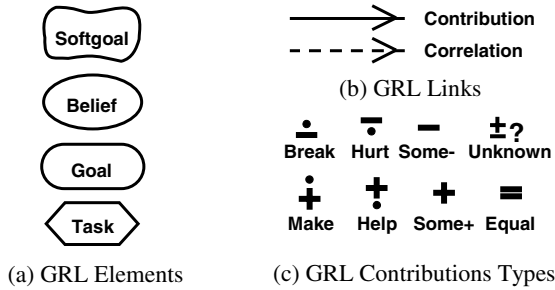 Softgoal
Belief
Goal
Task
(a) GRL Elements
Contribution
Correlation
(b) GRL Links
Break Hurt Some- Unknown
Make Help Some+ Equal
(c) GRL Contributions Types